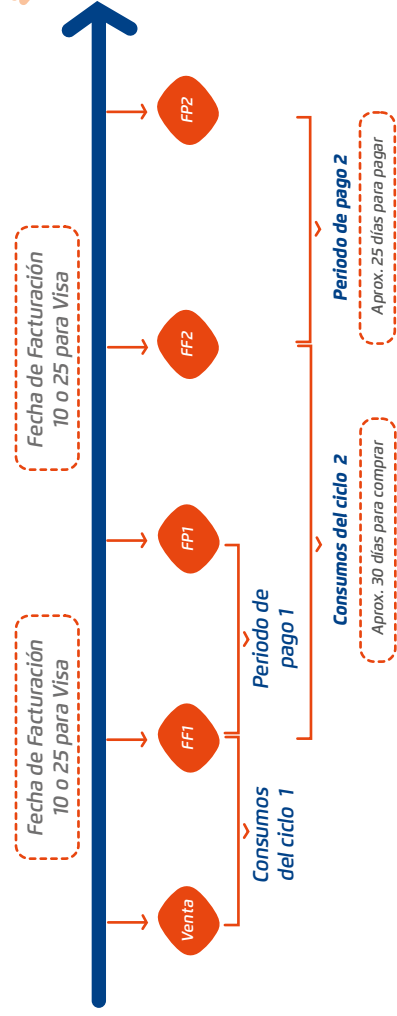 Fecha de Facturación
10 o 25 para Visa
Fecha de Facturación
10 o 25 para Visa
Venta
FF1
FP1
FF2
FP2
Consumos
del ciclo 1
Periodo de
pago 1
Consumos del ciclo 2
Aprox. 30 días para comprar
Periodo de pago 2
Aprox. 25 días para pagar